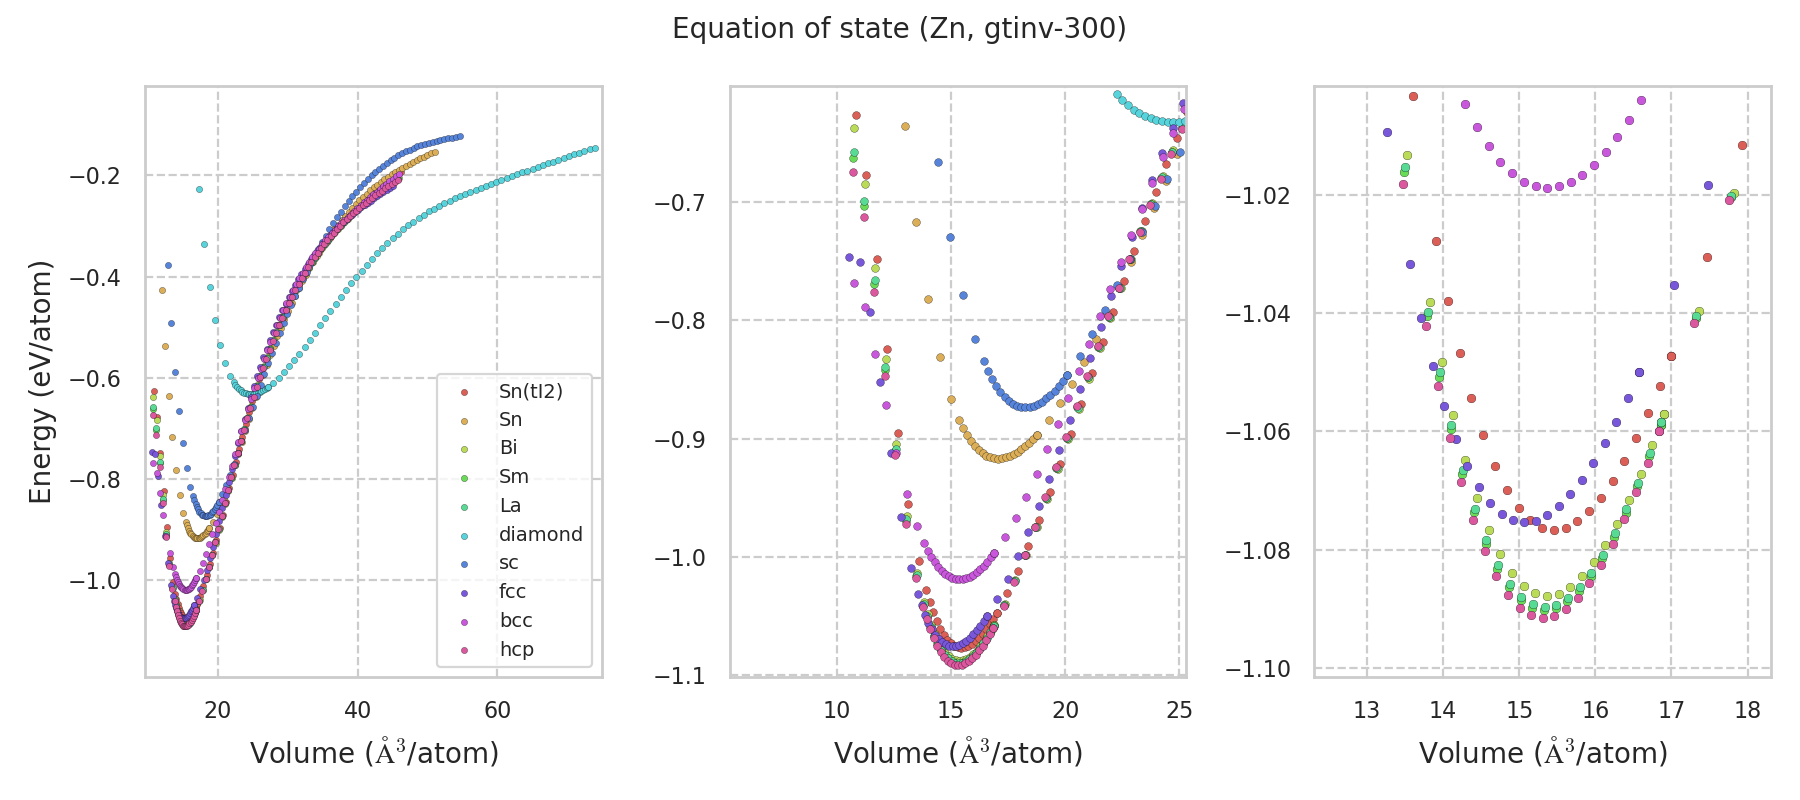 Equation of state (Zn, gtinv-300)
Energy (eV/atom)
−0.2
−0.4
−0.6
−0.8
−1.0
20
40
60
Volume (Å³/atom)
Sn(tI2)
Sn
Bi
Sm
La
diamond
sc
fcc
bcc
hcp
−0.7
−0.8
−0.9
−1.0
−1.1
10
15
20
25
Volume (Å³/atom)
−1.02
−1.04
−1.06
−1.08
−1.10
13
14
15
16
17
18
Volume (Å³/atom)